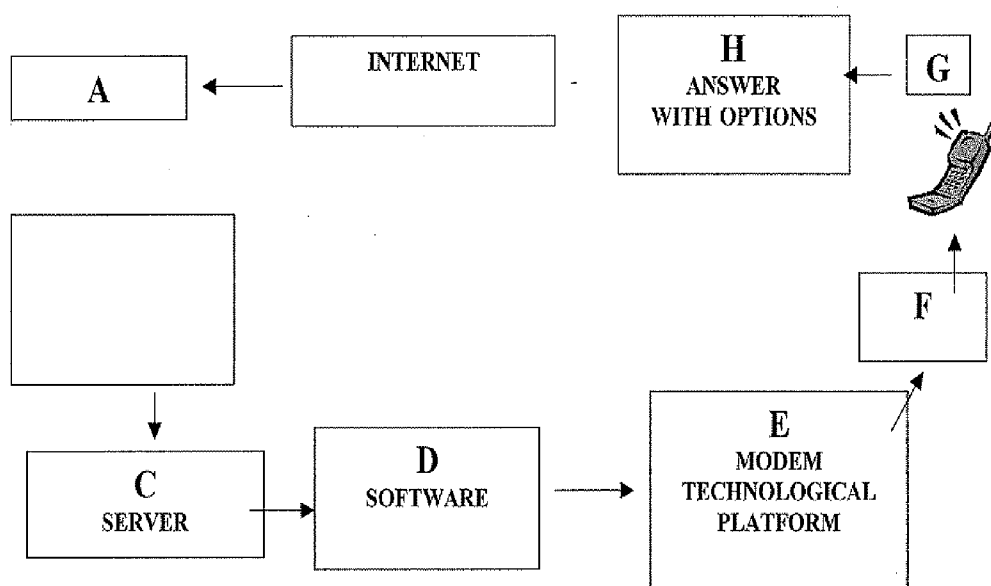 A
INTERNET
H
ANSWER
WITH OPTIONS
G
F
C
SERVER
D
SOFTWARE
E
MODEM
TECHNOLOGICAL
PLATFORM